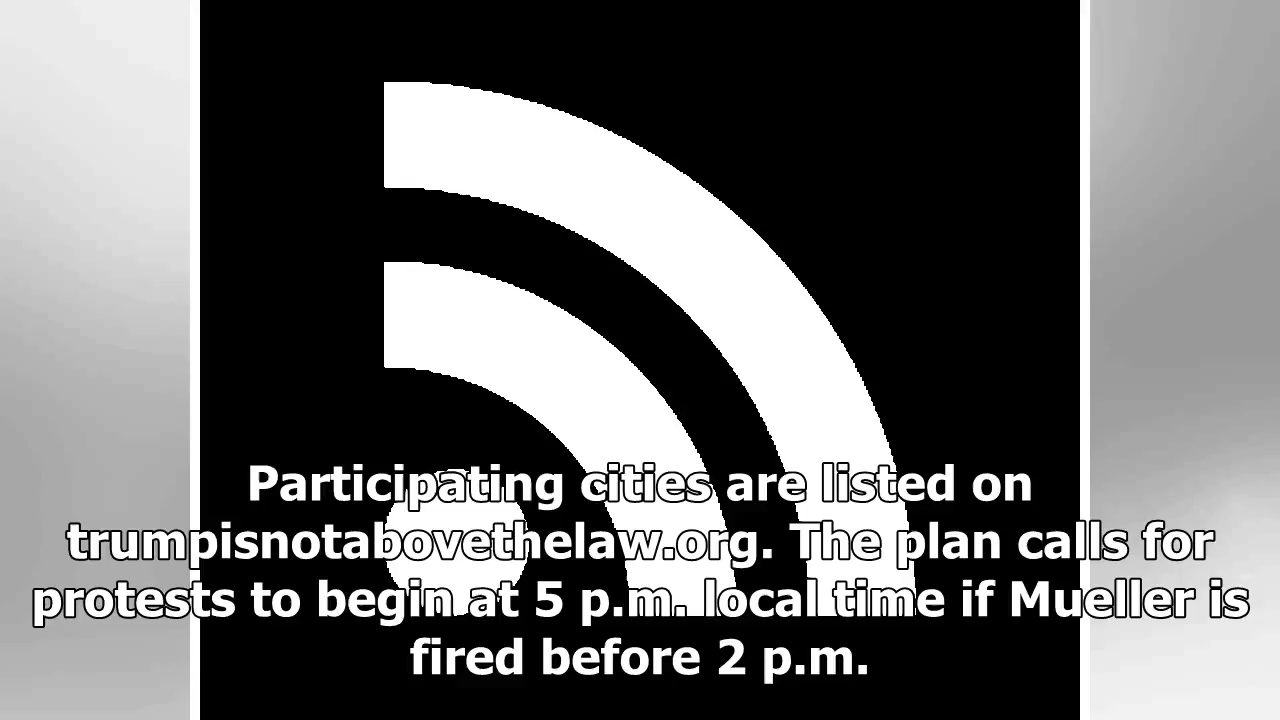 Participating cities are listed on
trumpisnotabovethelaw.org. The plan calls for
protests to begin at 5 p.m. local time if Mueller is
fired before 2 p.m.